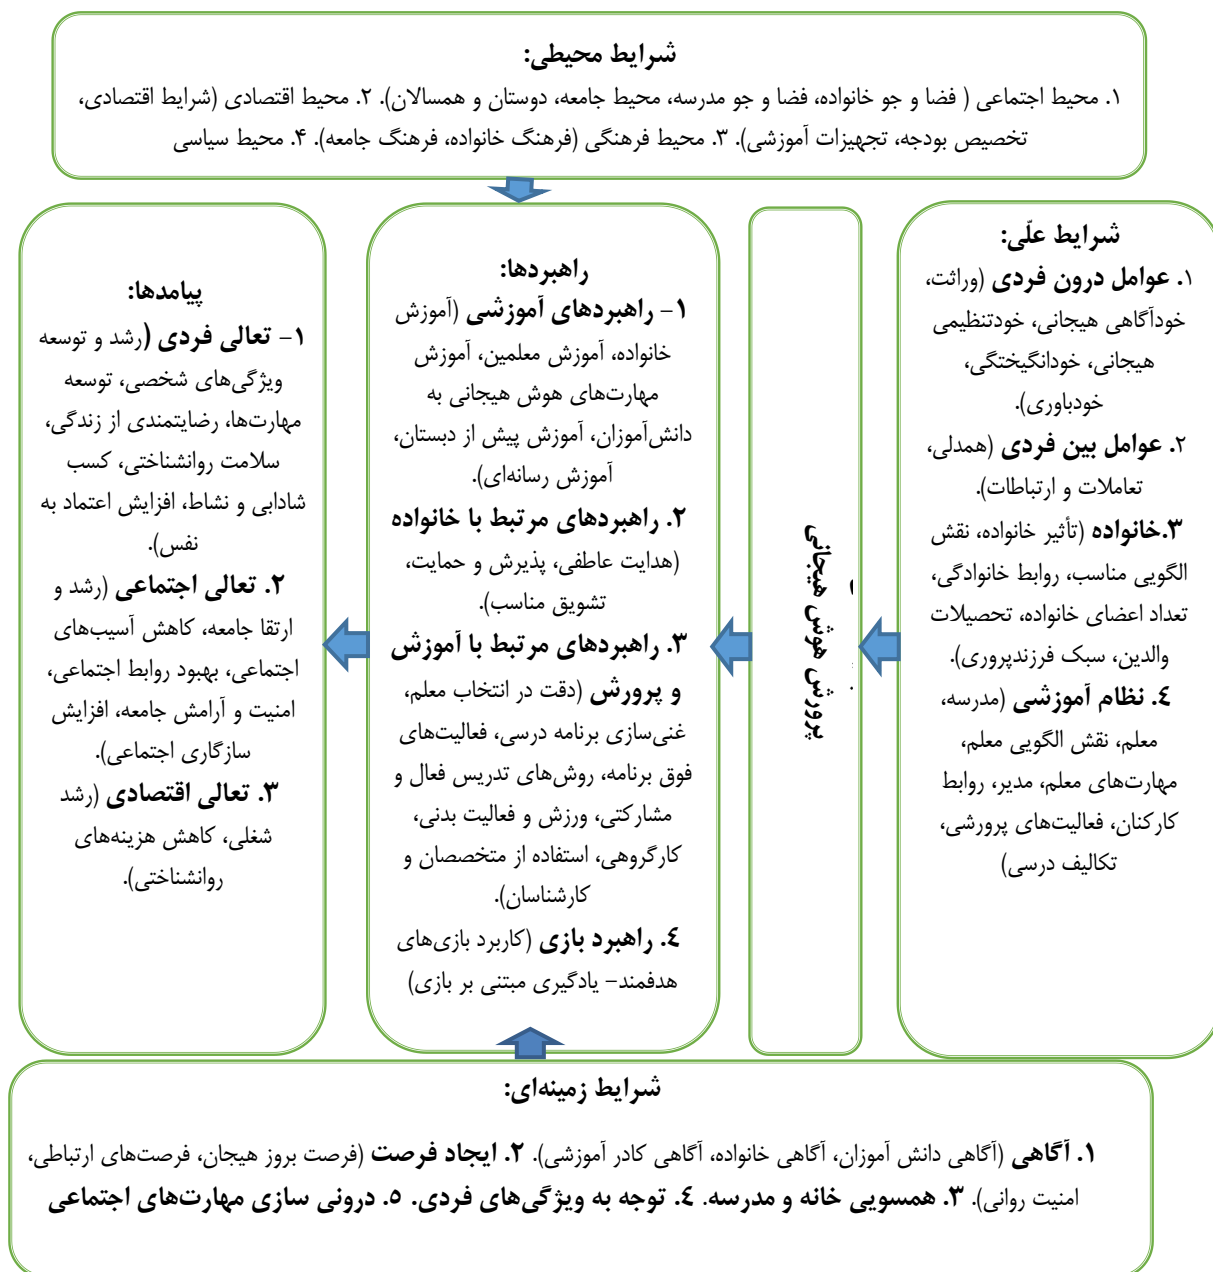 شرایط محیطی:
۱. محیط اجتماعی ( فضا و جو خانواده، فضا و جو مدرسه، محیط جامعه، دوستان و همسالان). ۲. محیط اقتصادی (شرایط اقتصادی،
تخصیص بودجه، تجهیزات آموزشی). ۳. محیط فرهنگی (فرهنگ خانواده، فرهنگ جامعه). ۴. محیط سیاسی
شرایط علّی:
۱. عوامل درون فردی (وراثت،
خودآگاهی هیجانی، خودتنظیمی
هیجانی، خودانگیختگی،
خودباوری).
۲. عوامل بین فردی (همدلی،
تعاملات و ارتباطات).
۳.خانواده (تأثیر خانواده، نقش
الگویی مناسب، روابط خانوادگی،
تعداد اعضای خانواده، تحصیلات
والدین، سبک فرزندپروری).
٤. نظام آموزشی (مدرسه،
معلم، نقش الگویی معلم،
مهارت‌های معلم، مدیر، روابط
کارکنان، فعالیت‌های پرورشی،
تکالیف درسی)
پرورش هوش هیجانی
راهبردها:
۱- راهبردهای آموزشی (آموزش
خانواده، آموزش معلمین، آموزش
مهارت‌های هوش هیجانی به
دانش‌آموزان، آموزش پیش از دبستان،
آموزش رسانه‌ای).
۲. راهبردهای مرتبط با خانواده
(هدایت عاطفی، پذیرش و حمایت،
تشویق مناسب).
۳. راهبردهای مرتبط با آموزش
و پرورش (دقت در انتخاب معلم،
غنی‌سازی برنامه درسی، فعالیت‌های
فوق برنامه، روش‌های تدریس فعال و
مشارکتی، ورزش و فعالیت بدنی،
کارگروهی، استفاده از متخصصان و
کارشناسان).
٤. راهبرد بازی (کاربرد بازی‌های
هدفمند- یادگیری مبتنی بر بازی)
پیامدها:
۱- تعالی فردی (رشد و توسعه
ویژگی‌های شخصی، توسعه
مهارت‌ها، رضایتمندی از زندگی،
سلامت روانشناختی، کسب
شادابی و نشاط، افزایش اعتماد به
نفس).
۲. تعالی اجتماعی (رشد و
ارتقا جامعه، کاهش آسیب‌های
اجتماعی، بهبود روابط اجتماعی،
امنیت و آرامش جامعه، افزایش
سازگاری اجتماعی).
۳. تعالی اقتصادی (رشد
شغلی، کاهش هزینه‌های
روانشناختی).
شرایط زمینه‌ای:
۱. آگاهی (آگاهی دانش آموزان، آگاهی خانواده، آگاهی کادر آموزشی). ۲. ایجاد فرصت (فرصت بروز هیجان، فرصت‌های ارتباطی،
امنیت روانی). ۳. همسویی خانه و مدرسه. ٤. توجه به ویژگی‌های فردی. ٥. درونی سازی مهارت‌های اجتماعی